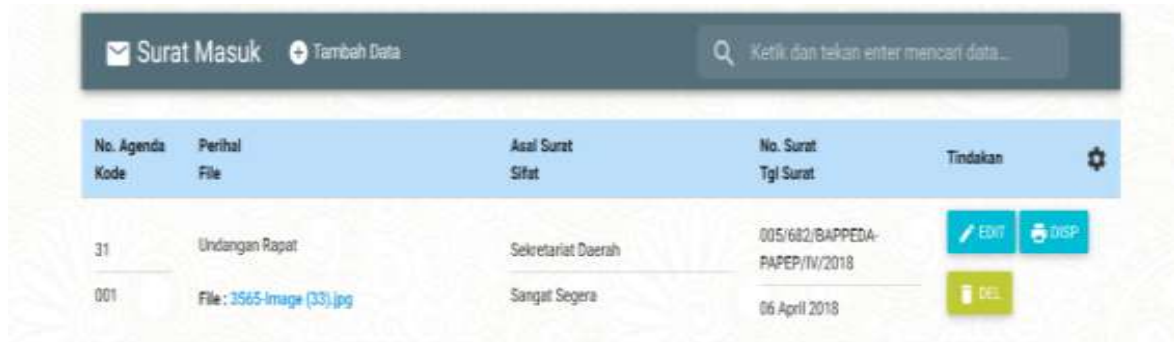 Surat Masuk Tambah Data Ketik dan tekan enter mencari data...
No. Agenda Perihal Asal Surat No. Surat Tindakan
Kode File Sifat Tgl Surat
31 Undangan Rapat Sekretariat Daerah 005/682/BAPPEDA- EDIT DISP
PAPEP/IV/2018
001 File : 3565-Image (33).jpg Sangat Segera 06 April 2018 DEL